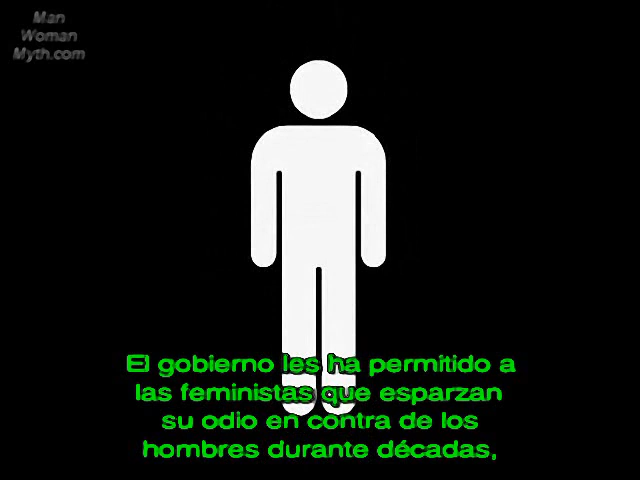 Man
Woman
Myth.com
El gobierno les ha permitido a
las feministas que esparzan
su odio en contra de los
hombres durante décadas,